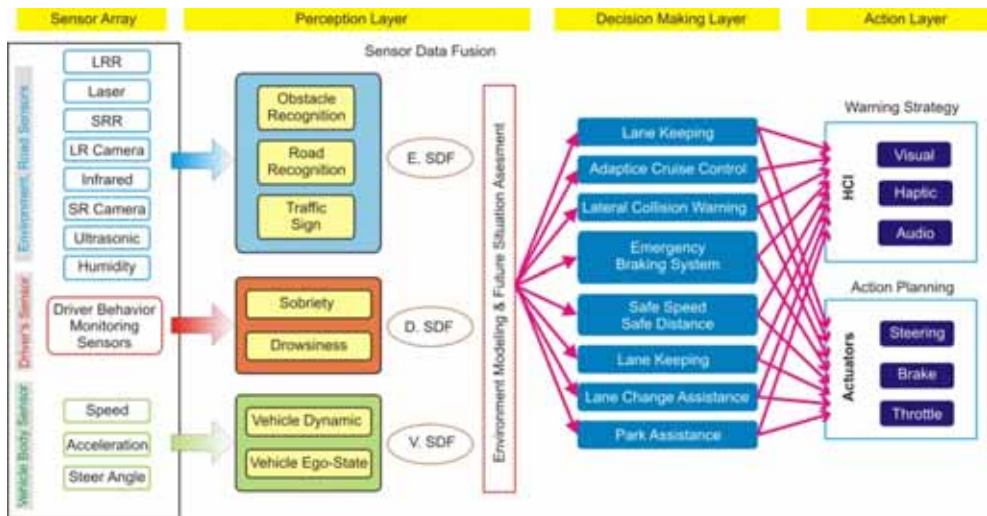 Sensor Array
Perception Layer
Decision Making Layer
Action Layer
Environment, Road Sensors
LRR
Laser
SRR
LR Camera
Infrared
SR Camera
Ultrasonic
Humidity
Driver's Sensor
Driver Behavior
Monitoring
Sensors
Vehicle Body Sensor
Speed
Acceleration
Steer Angle
Sensor Data Fusion
Obstacle
Recognition
Road
Recognition
Traffic
Sign
E. SDF
Sobriety
Drowsiness
D. SDF
Vehicle Dynamic
Vehicle Ego-State
V. SDF
Environment Modeling & Future Situation Asesment
Lane Keeping
Adaptice Cruise Control
Lateral Collision Warning
Emergency
Braking System
Safe Speed
Safe Distance
Lane Keeping
Lane Change Assistance
Park Assistance
Warning Strategy
HCI
Visual
Haptic
Audio
Action Planning
Actuators
Steering
Brake
Throttle